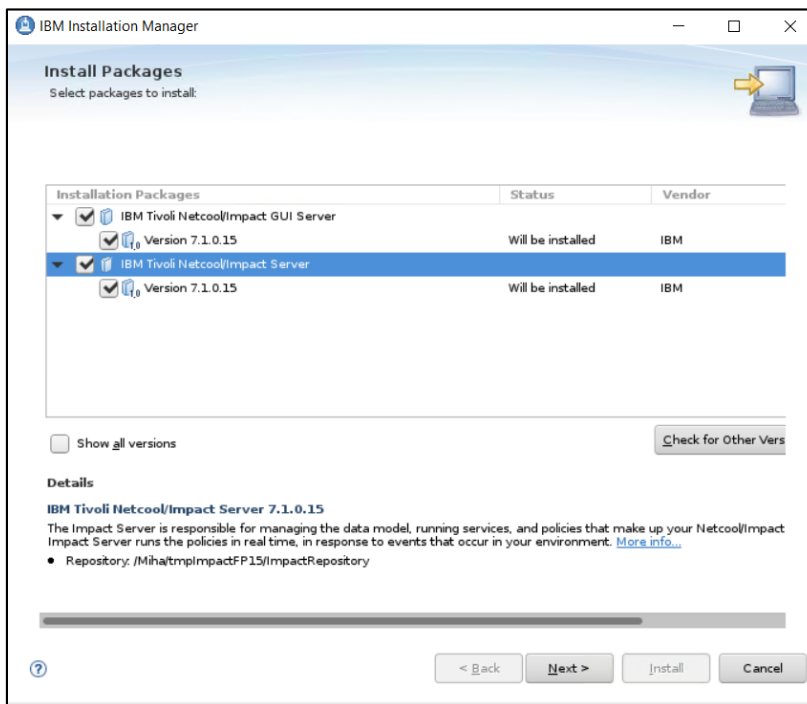 IBM Installation Manager
Install Packages
Select packages to install:
Installation Packages Status Vendor
IBM Tivoli Netcool/Impact GUI Server
Version 7.1.0.15 Will be installed IBM
IBM Tivoli Netcool/Impact Server
Version 7.1.0.15 Will be installed IBM
Show all versions
Check for Other Vers
Details
IBM Tivoli Netcool/Impact Server 7.1.0.15
The Impact Server is responsible for managing the data model, running services, and policies that make up your Netcool/Impact
Impact Server runs the policies in real time, in response to events that occur in your environment. More info...
• Repository: /Miha/tmpImpactFP15/ImpactRepository
? < Back Next > Install Cancel